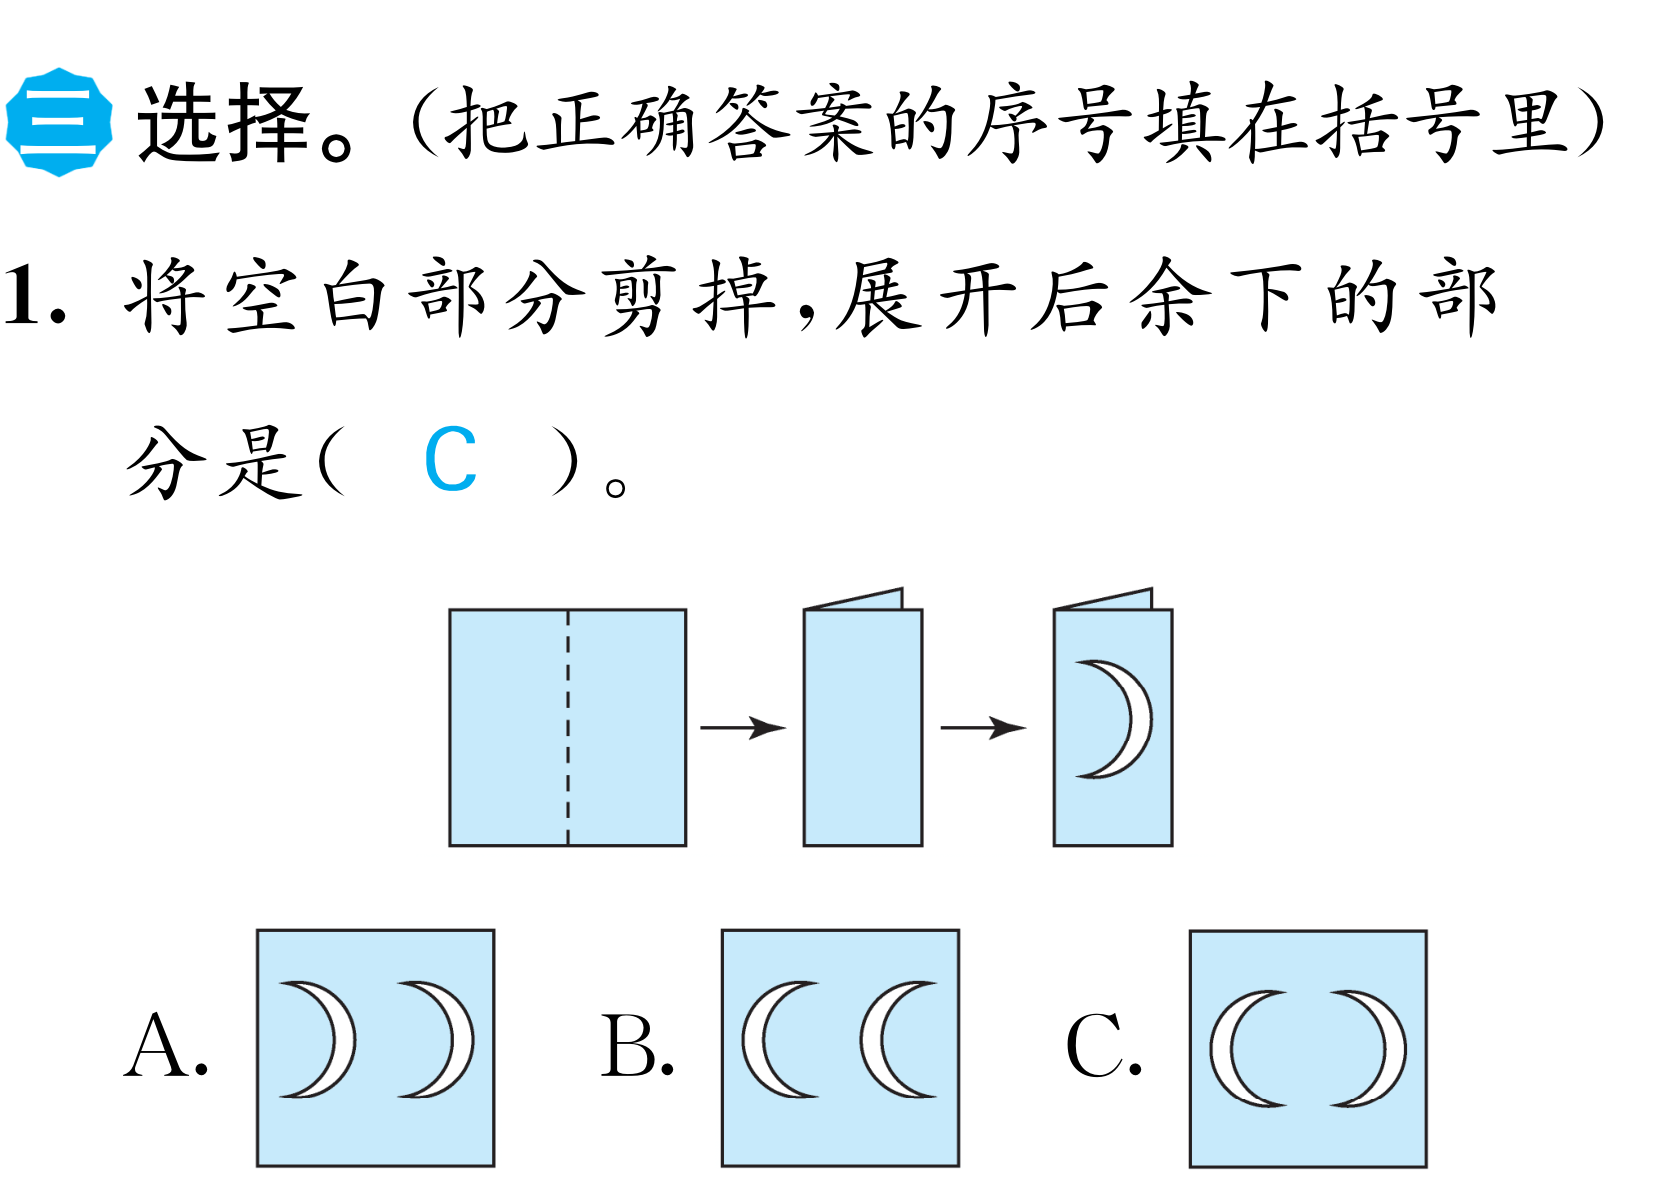 三 选择。(把正确答案的序号填在括号里)
1. 将空白部分剪掉,展开后余下的部
分是( C )。
A. B. C.